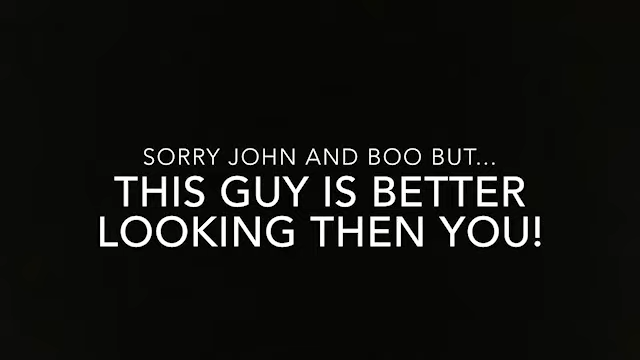 SORRY JOHN AND BOO BUT...
THIS GUY IS BETTER
LOOKING THEN YOU!